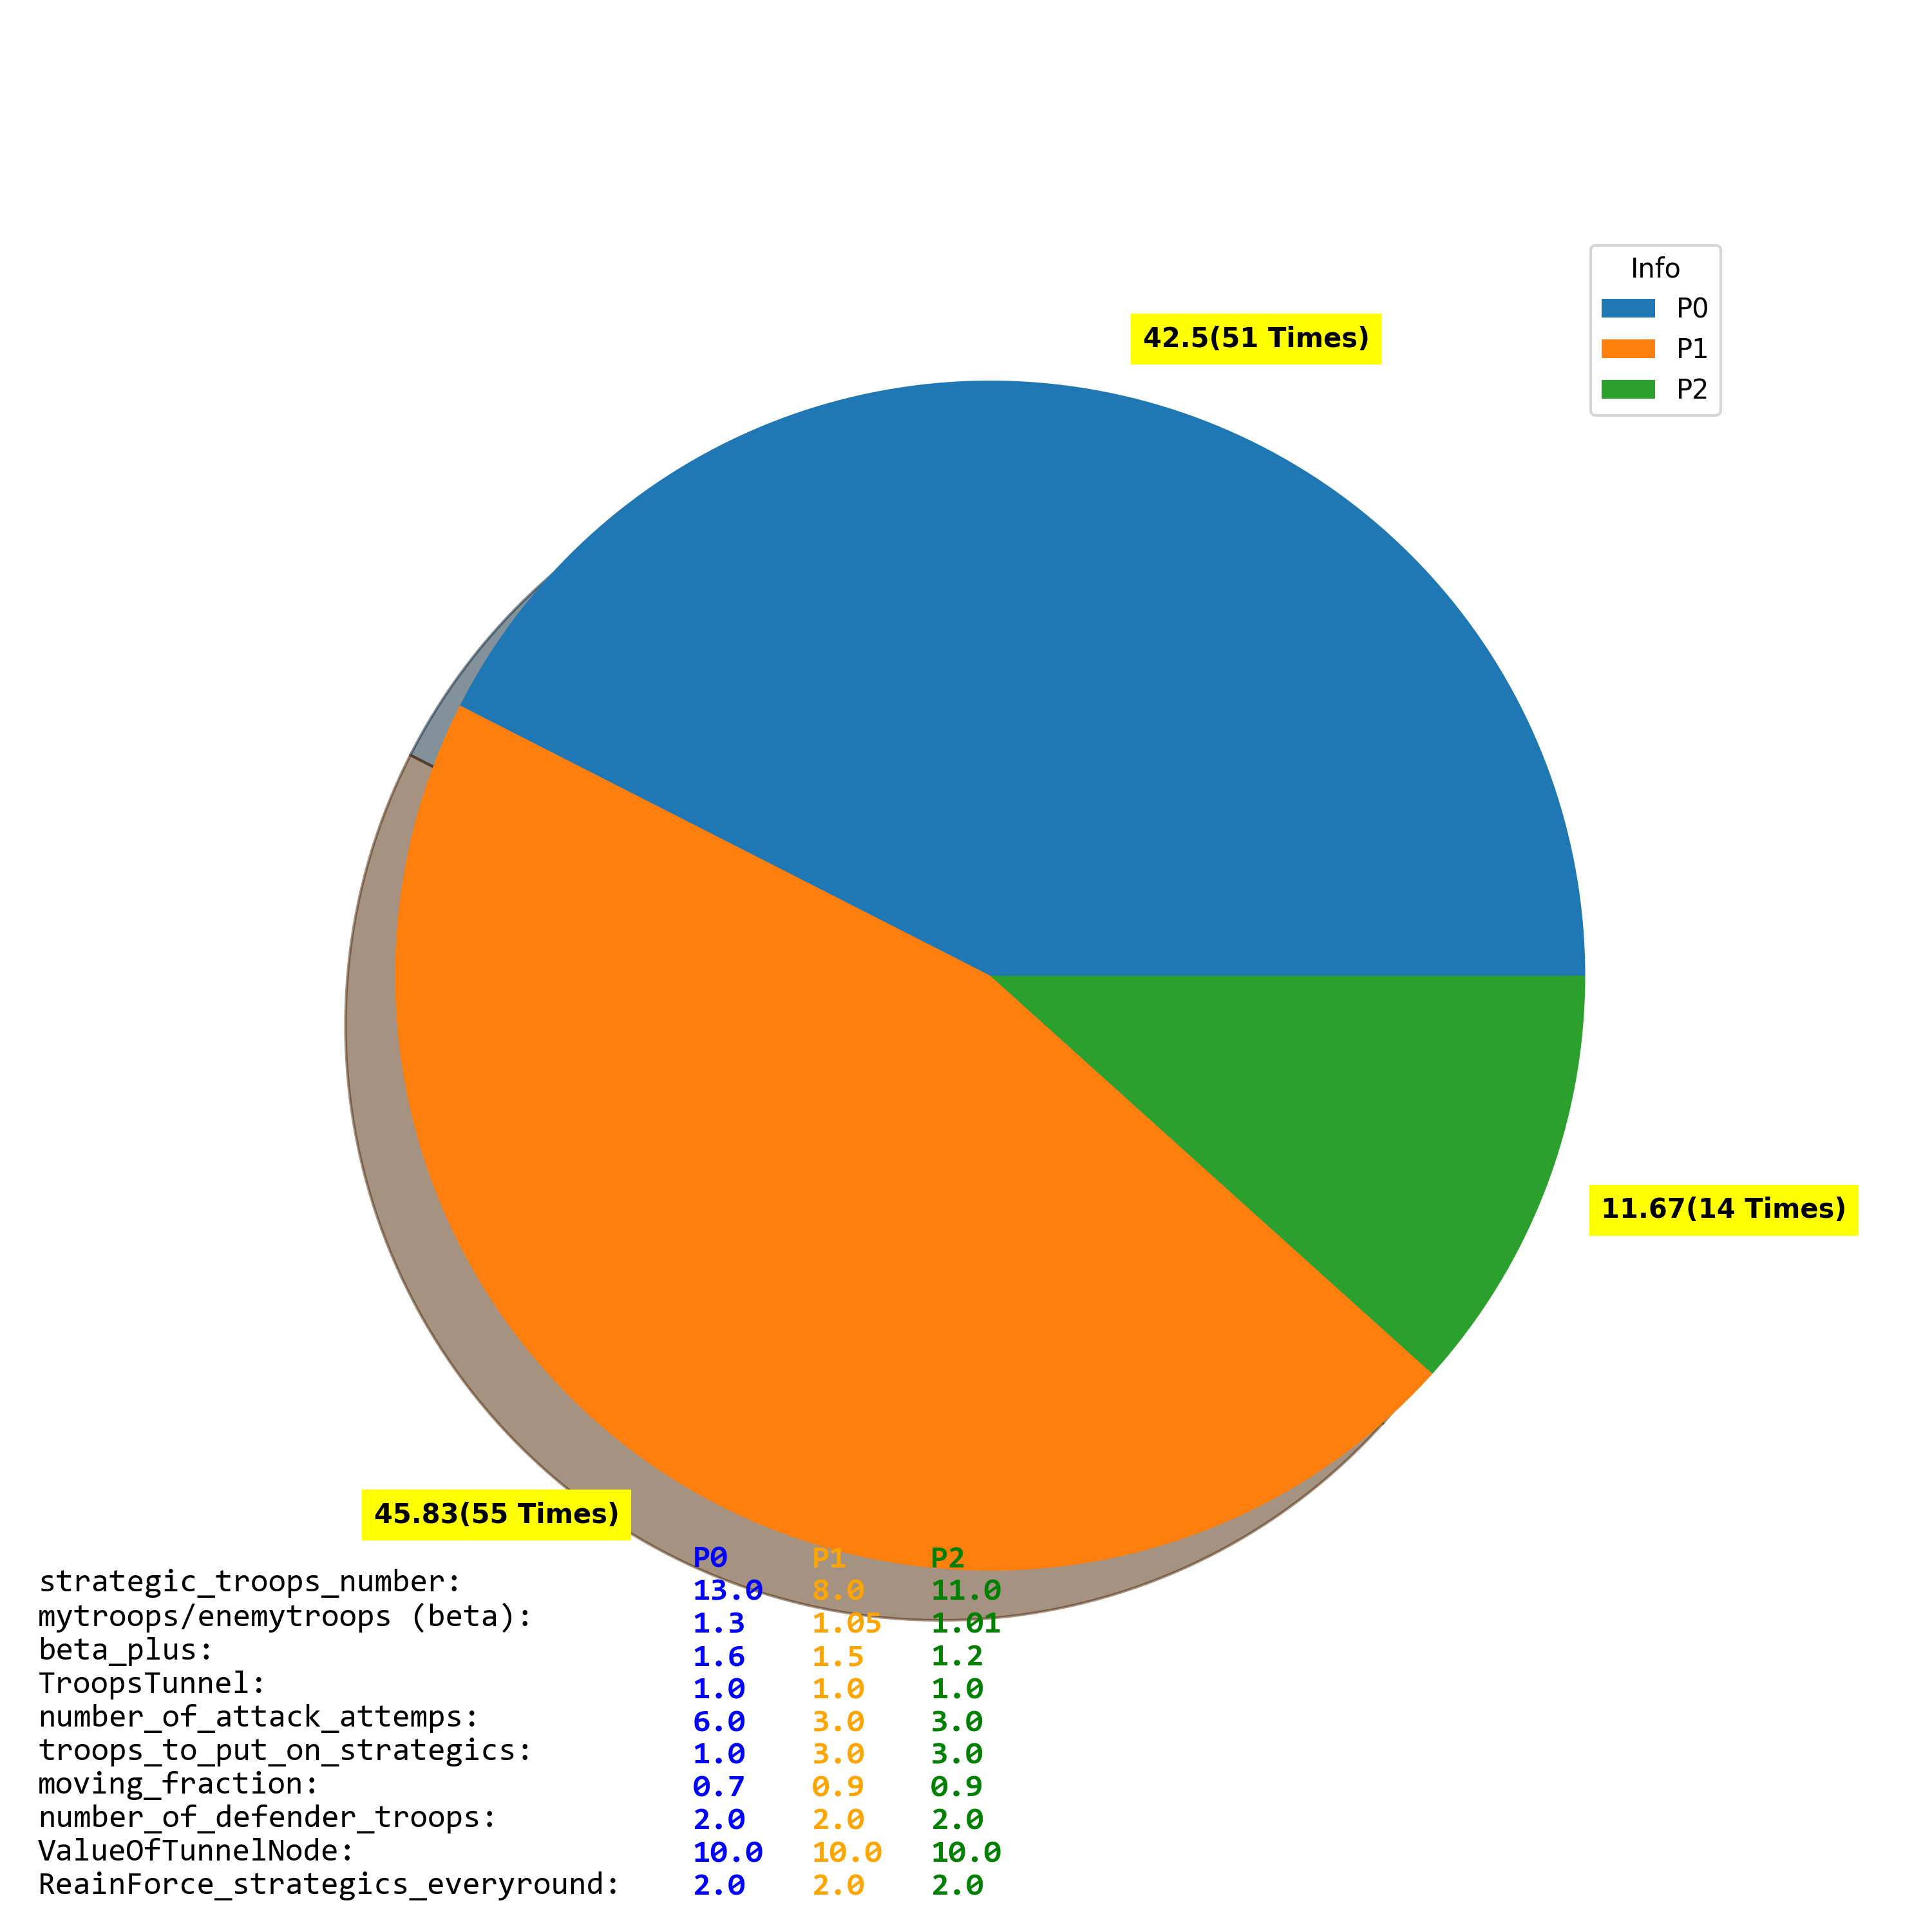 Info
P0
P1
P2
42.5(51 Times)
11.67(14 Times)
45.83(55 Times)
P0 P1 P2
strategic_troops_number: 13.0 8.0 11.0
mytroops/enemytroops (beta): 1.3 1.05 1.01
beta_plus: 1.6 1.5 1.2
TroopsTunnel: 1.0 1.0 1.0
number_of_attack_attemps: 6.0 3.0 3.0
troops_to_put_on_strategics: 1.0 3.0 3.0
moving_fraction: 0.7 0.9 0.9
number_of_defender_troops: 2.0 2.0 2.0
ValueOfTunnelNode: 10.0 10.0 10.0
ReainForce_strategics_everyround: 2.0 2.0 2.0